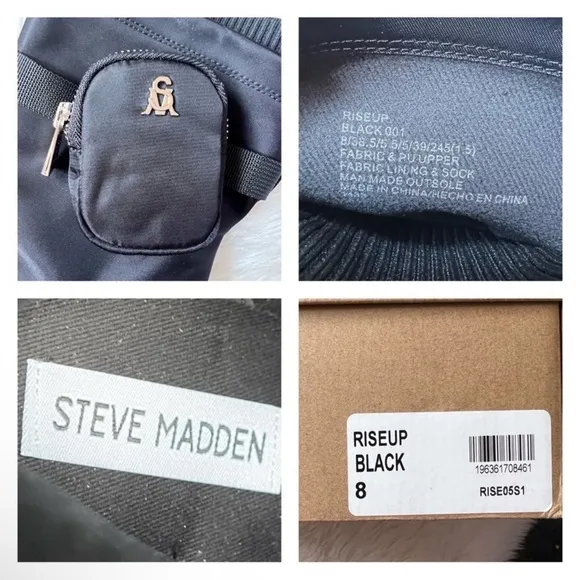 RISEUP
BLACK 001
8/38.5/5.5/5/39/245(1.5)
FABRIC & PU UPPER
FABRIC LINING & SOCK
MAN MADE OUTSOLE
MADE IN CHINA/HECHO EN CHINA
STEVE MADDEN
RISEUP
BLACK
8
196361708461
RISE05S1